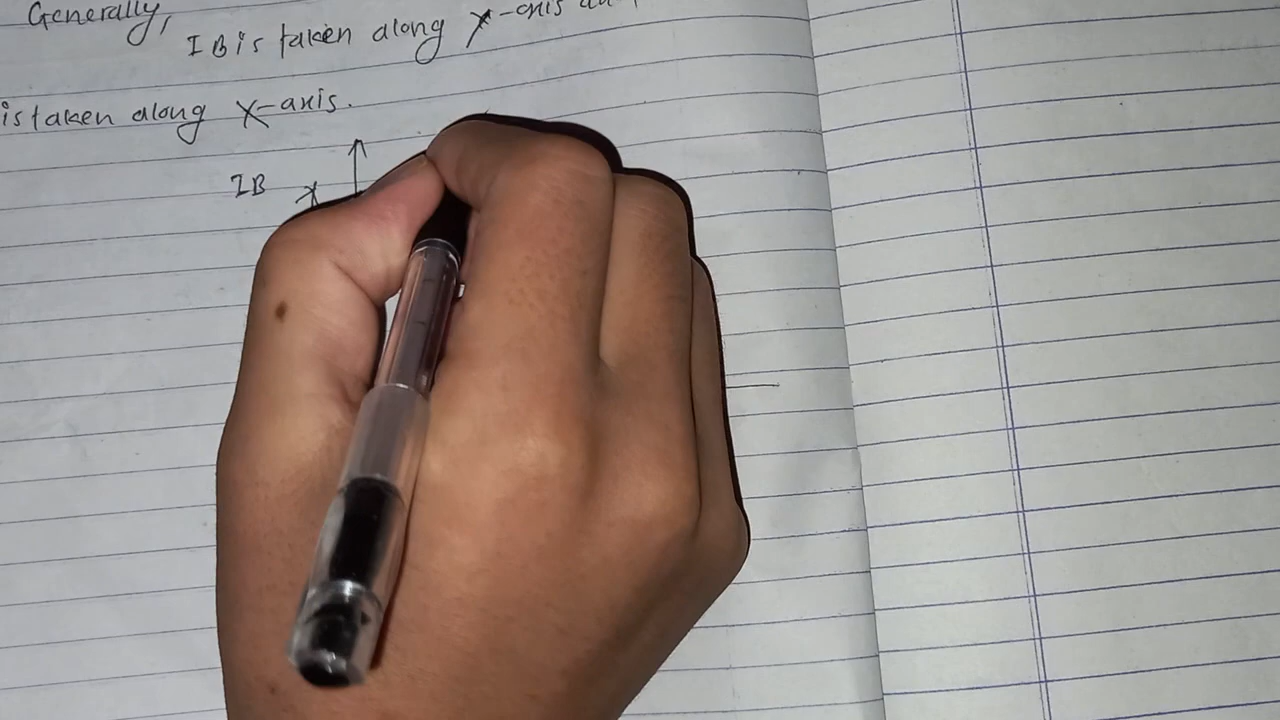 Generally,
IB is taken along Y-axis
is taken along X-axis.
IB